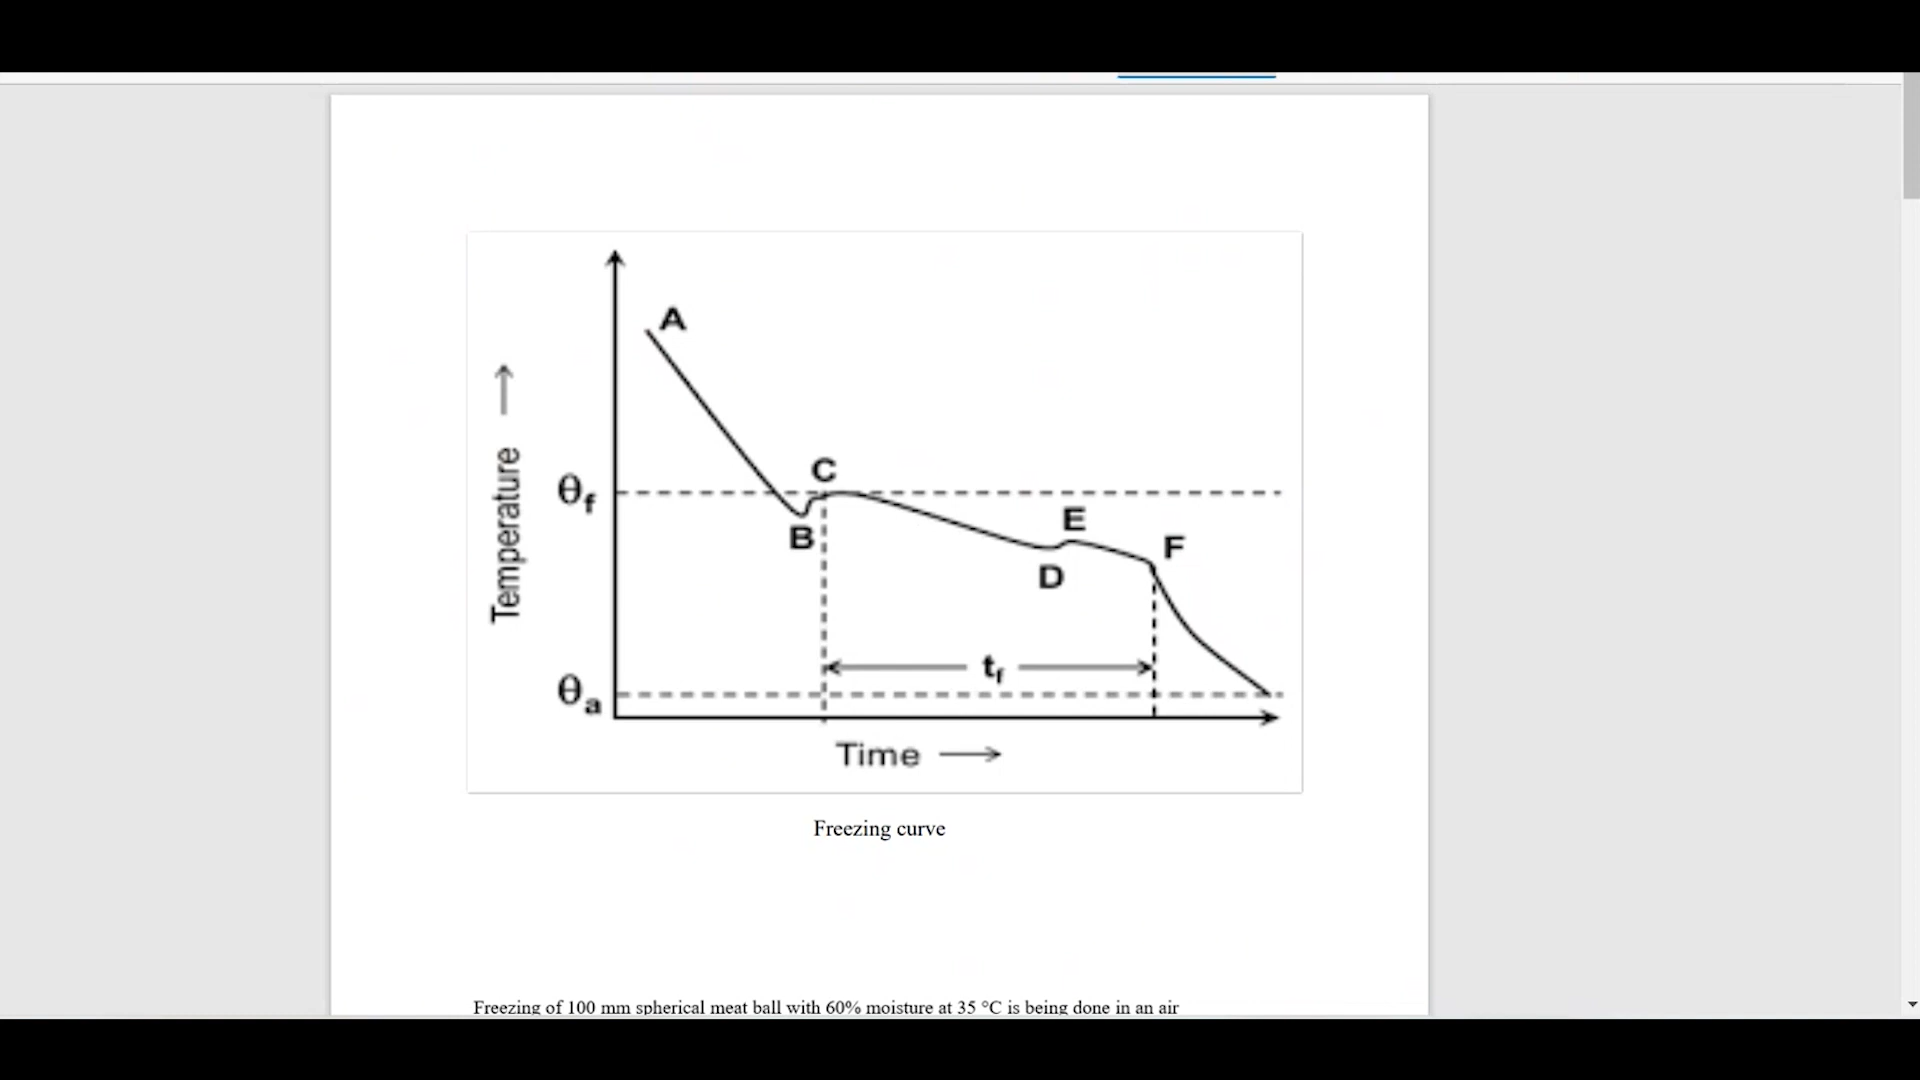 A
C
θf
E
B
F
D
Temperature
tf
θa
Time
Freezing curve
Freezing of 100 mm spherical meat ball with 60% moisture at 35 °C is being done in an air